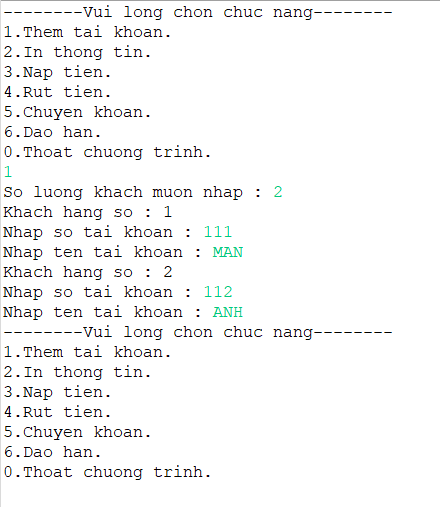 --------Vui long chon chuc nang--------
1.Them tai khoan.
2.In thong tin.
3.Nap tien.
4.Rut tien.
5.Chuyen khoan.
6.Dao han.
0.Thoat chuong trinh.
1
So luong khach muon nhap : 2
Khach hang so : 1
Nhap so tai khoan : 111
Nhap ten tai khoan : MAN
Khach hang so : 2
Nhap so tai khoan : 112
Nhap ten tai khoan : ANH
--------Vui long chon chuc nang--------
1.Them tai khoan.
2.In thong tin.
3.Nap tien.
4.Rut tien.
5.Chuyen khoan.
6.Dao han.
0.Thoat chuong trinh.